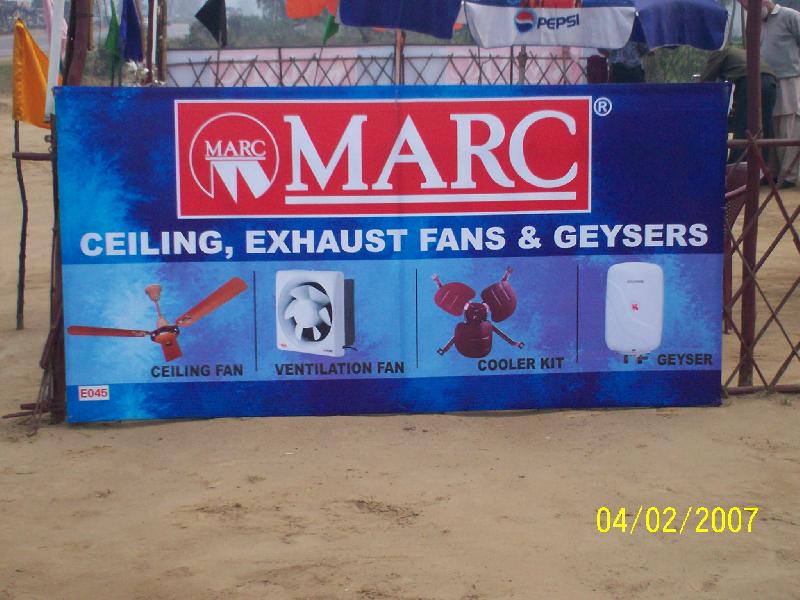 PEPSI
MARC
MARC®
CEILING, EXHAUST FANS & GEYSERS
CEILING FAN
VENTILATION FAN
COOLER KIT
GEYSER
E045
04/02/2007